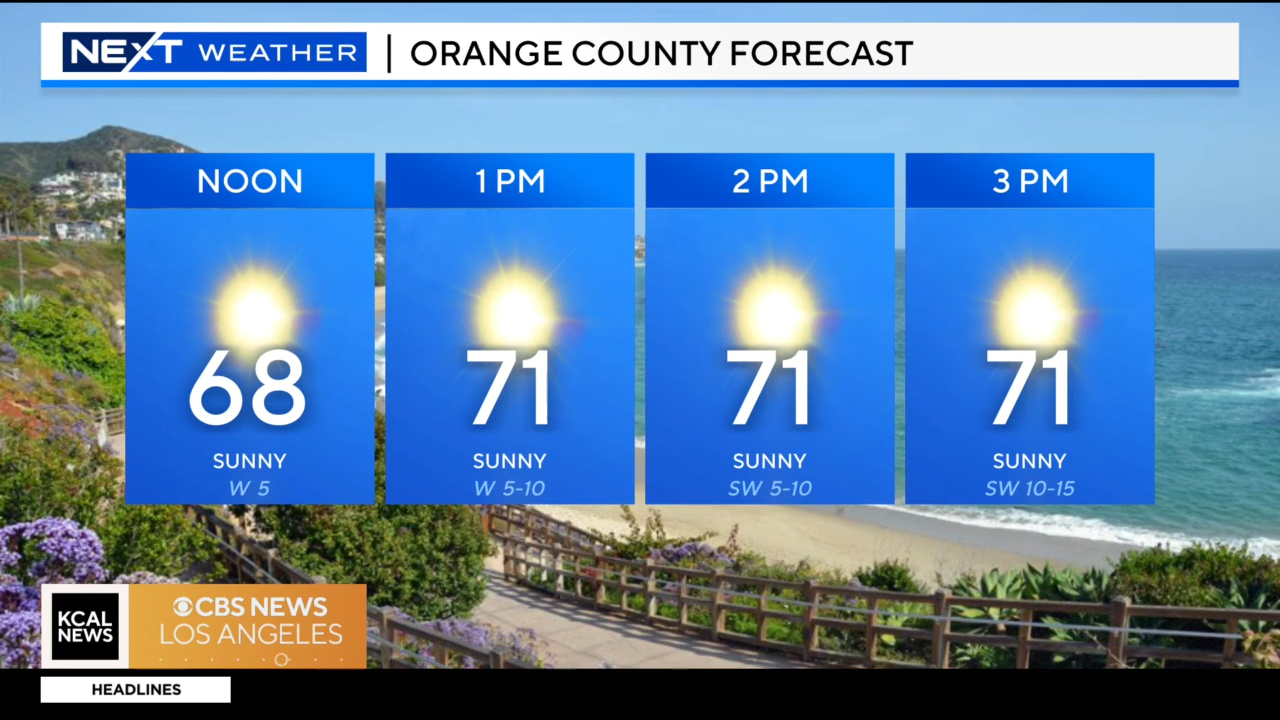 NEXT WEATHER | ORANGE COUNTY FORECAST
NOON
68
SUNNY
W 5
1 PM
71
SUNNY
W 5-10
2 PM
71
SUNNY
SW 5-10
3 PM
71
SUNNY
SW 10-15
KCAL NEWS
CBS NEWS
LOS ANGELES
HEADLINES